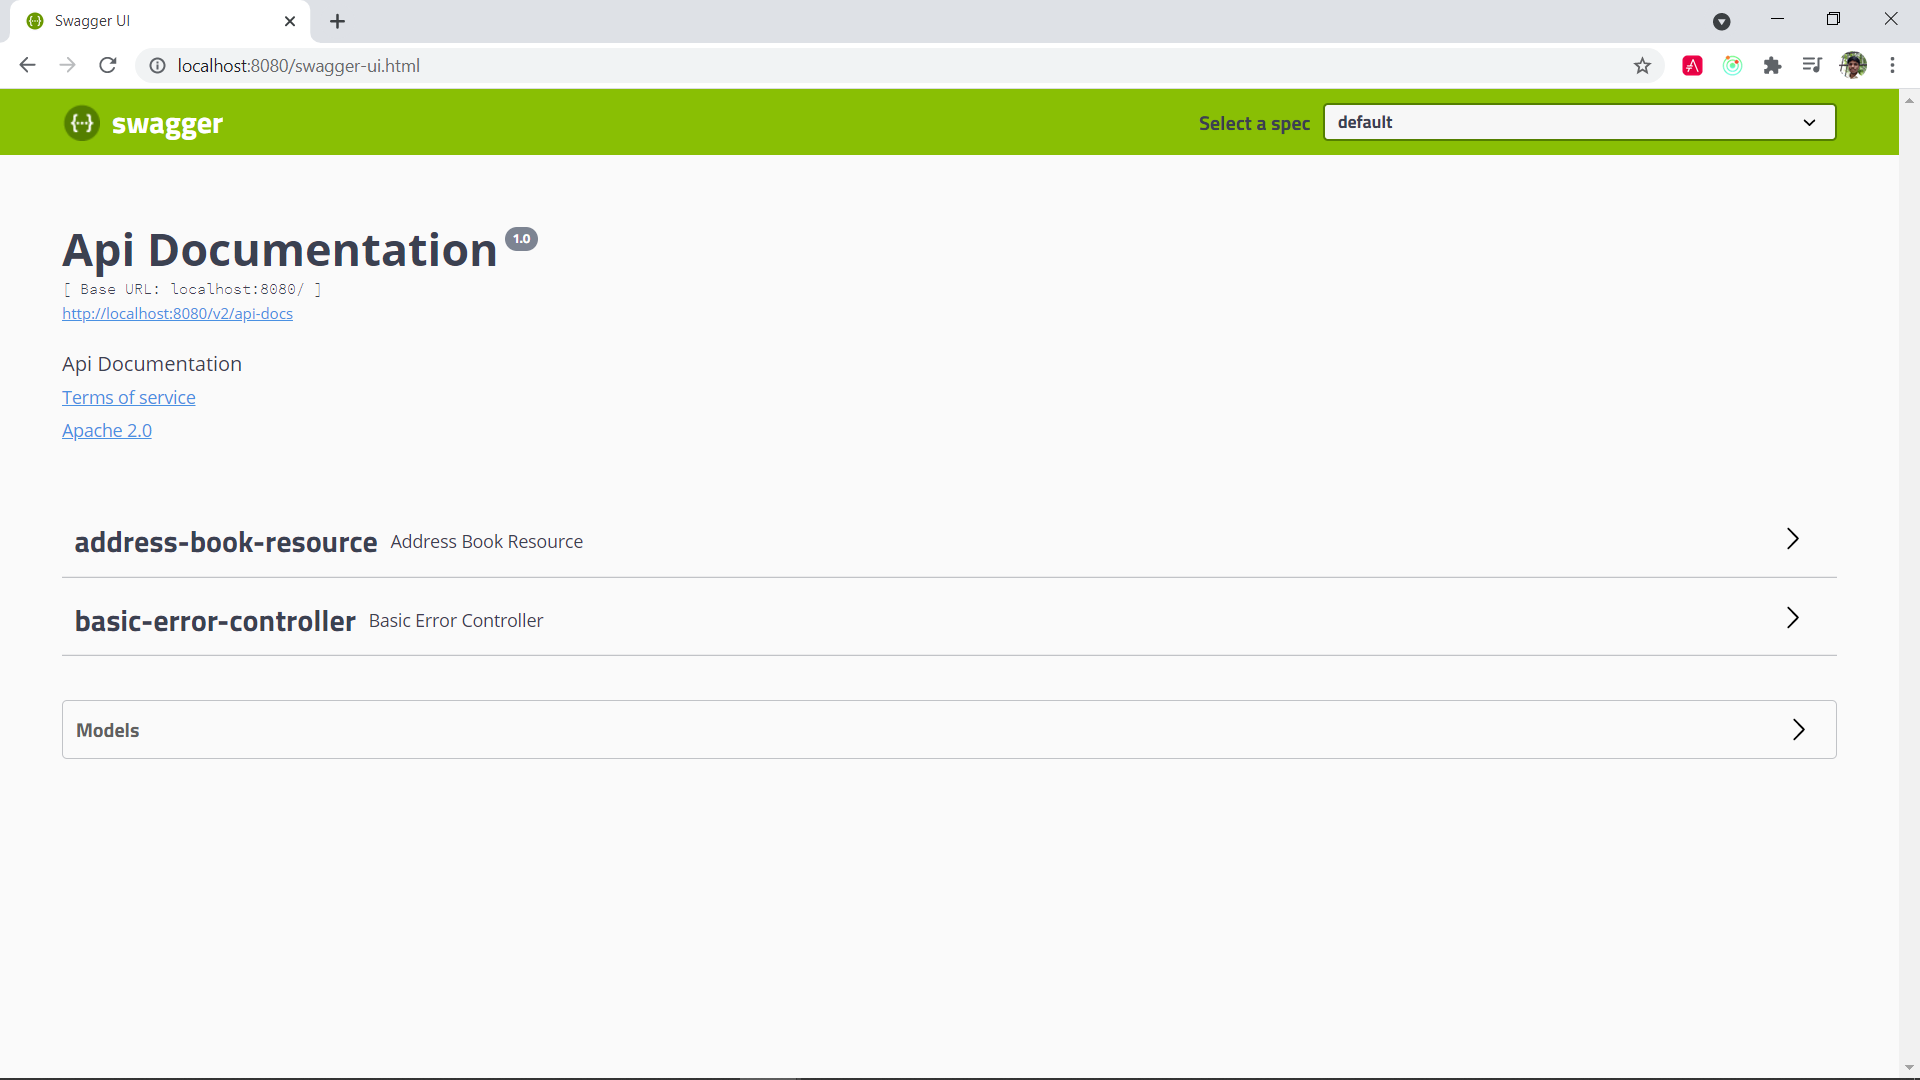 Swagger UI
localhost:8080/swagger-ui.html
{...} swagger
Select a spec
default
Api Documentation 1.0
[ Base URL: localhost:8080/ ]
http://localhost:8080/v2/api-docs
Api Documentation
Terms of service
Apache 2.0
address-book-resource Address Book Resource
basic-error-controller Basic Error Controller
Models